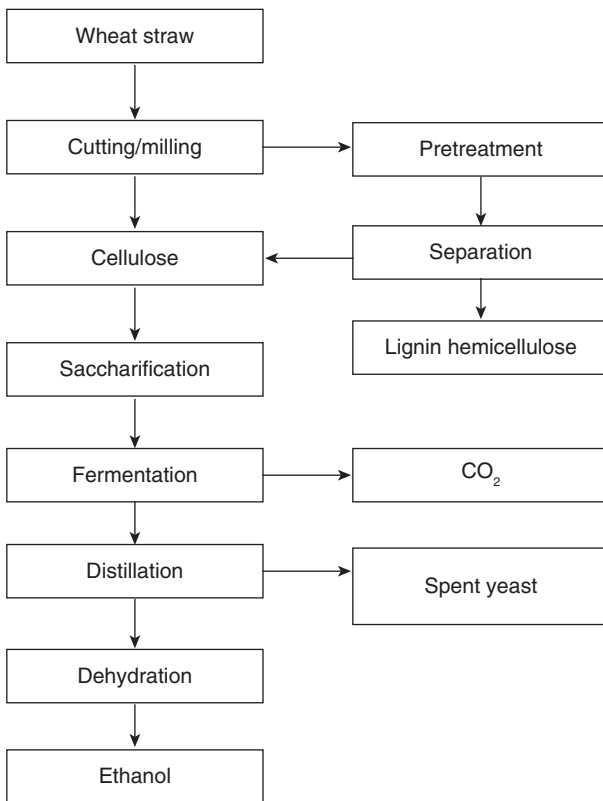 Wheat straw
Cutting/milling
Pretreatment
Cellulose
Separation
Lignin hemicellulose
Saccharification
Fermentation
CO₂
Distillation
Spent yeast
Dehydration
Ethanol